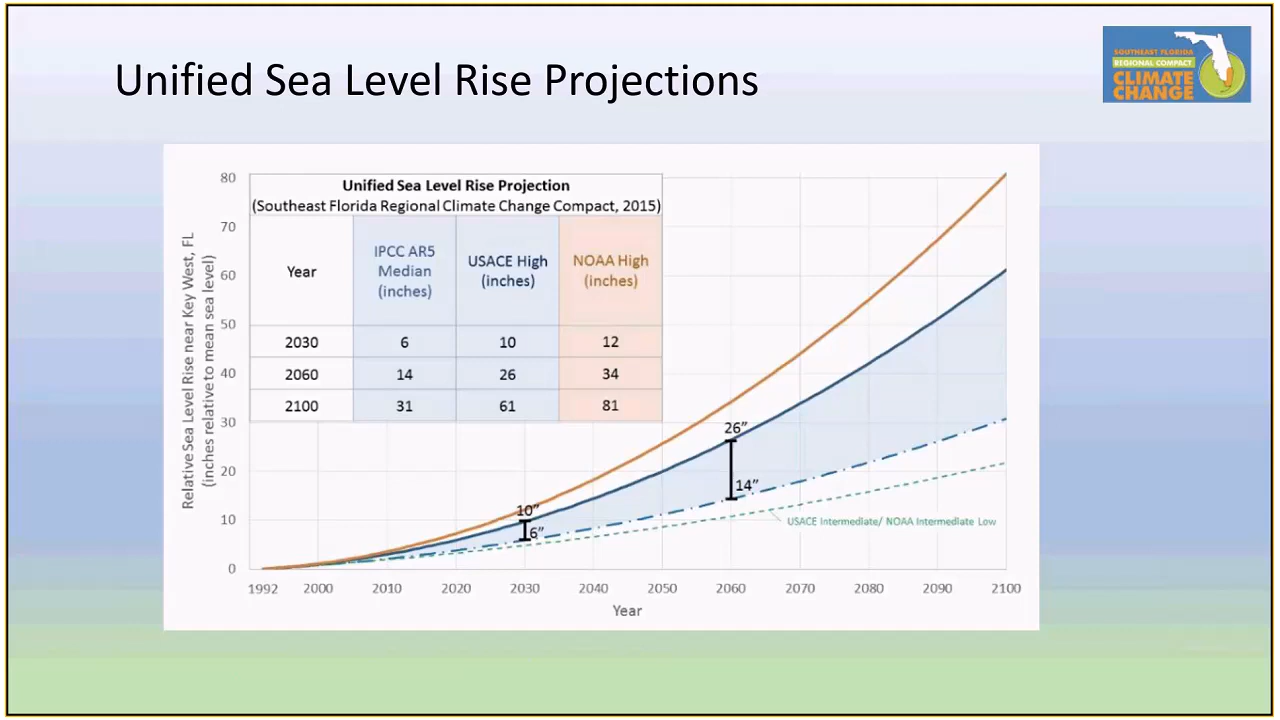 Unified Sea Level Rise Projections
SOUTHEAST FLORIDA
REGIONAL COMPACT
CLIMATE
CHANGE
Unified Sea Level Rise Projection
(Southeast Florida Regional Climate Change Compact, 2015)
Year
IPCC AR5
Median
(inches)
USACE High
(inches)
NOAA High
(inches)
2030 6 10 12
2060 14 26 34
2100 31 61 81
Relative Sea Level Rise near Key West, FL
(inches relative to mean sea level)
80
70
60
50
40
30
20
10
0
26”
14”
10”
6”
USACE Intermediate/ NOAA Intermediate Low
1992 2000 2010 2020 2030 2040 2050 2060 2070 2080 2090 2100
Year